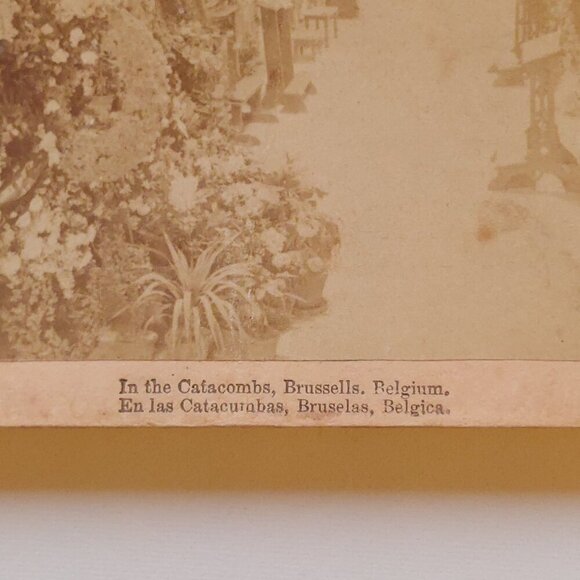 In the Catacombs, Brussells. Belgium.
En las Catacumbas, Bruselas, Belgica.